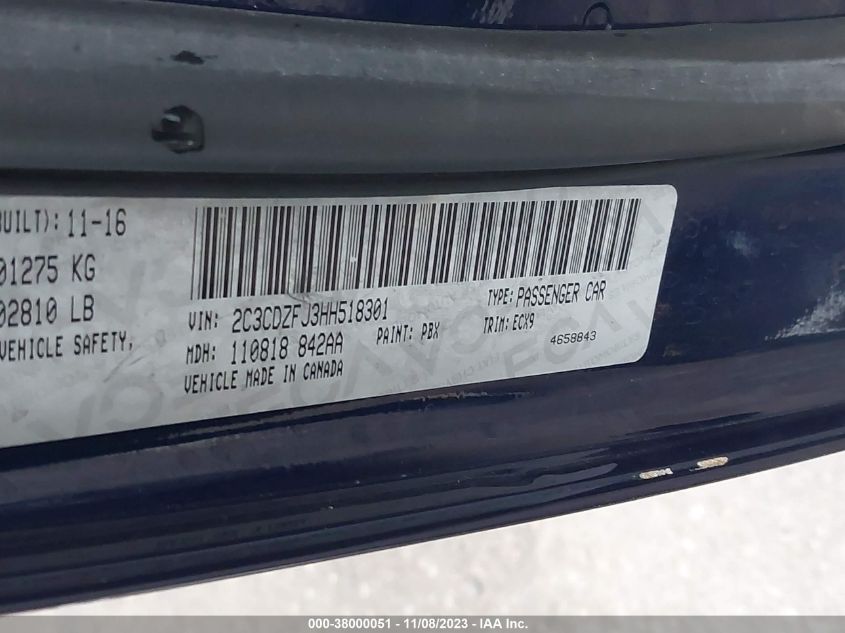 BUILT): 11-16
01275 KG
02810 LB
VEHICLE SAFETY,
VIN: 2C3CDZFJ3HH518301
TYPE: PASSENGER CAR
MDH: 110818 842AA
PAINT: PBX
TRIM: ECX9
VEHICLE MADE IN CANADA
4658843
000-38000051 - 11/08/2023 - IAA Inc.